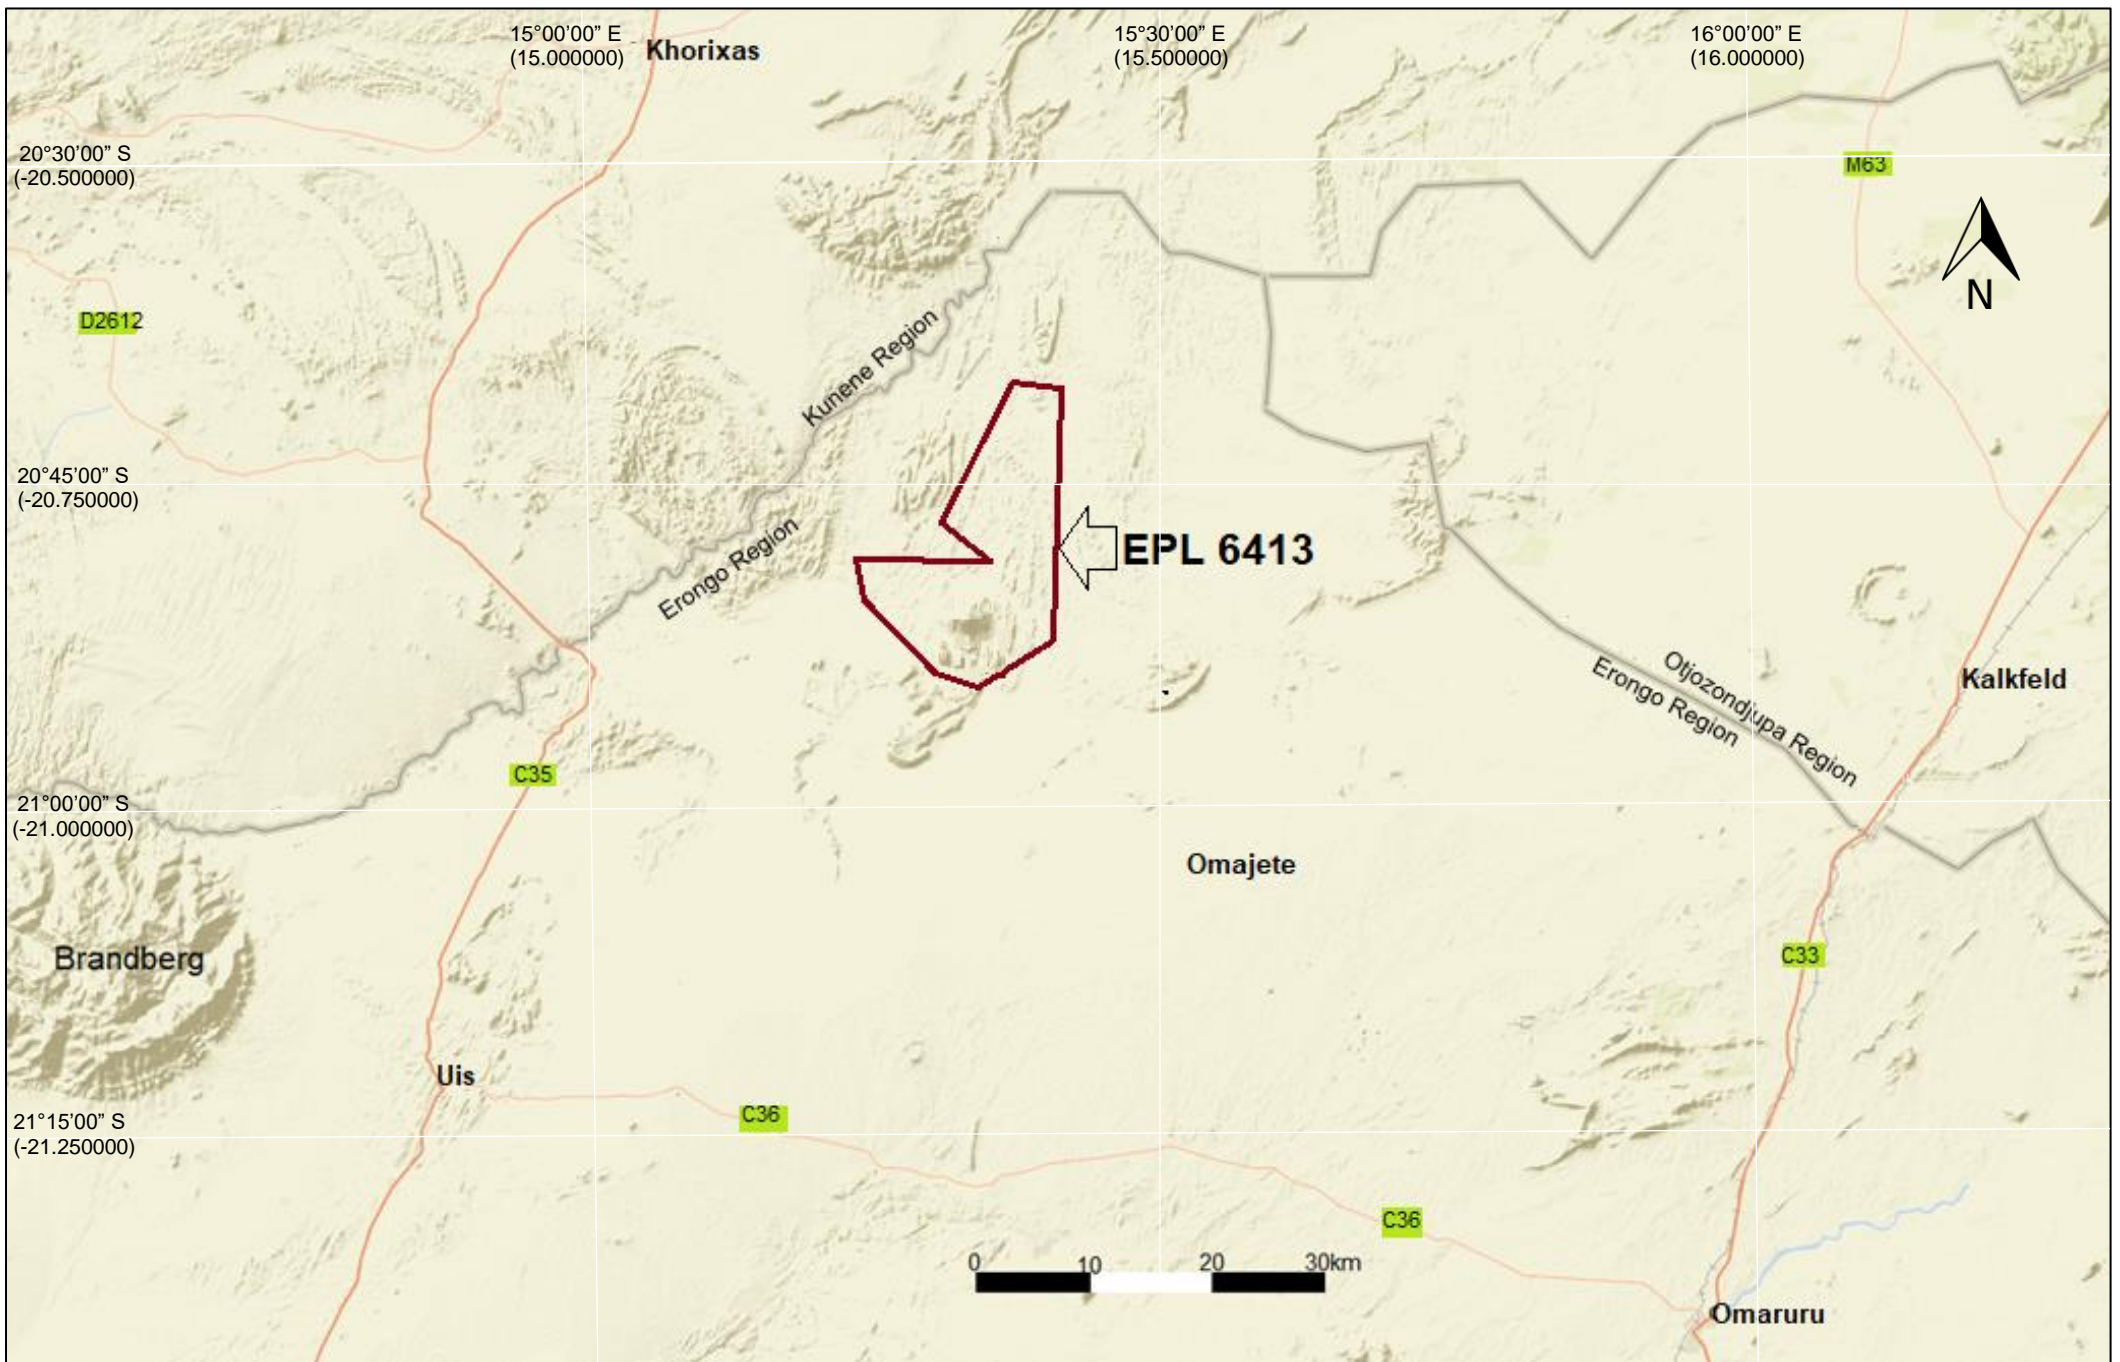 15°00’00” E
(15.000000)
Khorixas
15°30’00” E
(15.500000)
16°00’00” E
(16.000000)
20°30’00” S
(-20.500000)
M63
N
D2612
Kunene Region
20°45’00” S
(-20.750000)
Erongo Region
EPL 6413
Otjozondjupa Region
Erongo Region
Kalkfeld
C35
21°00’00” S
(-21.000000)
Omajete
Brandberg
C33
Uis
21°15’00” S
(-21.250000)
C36
C36
0 10 20 30km
Omaruru